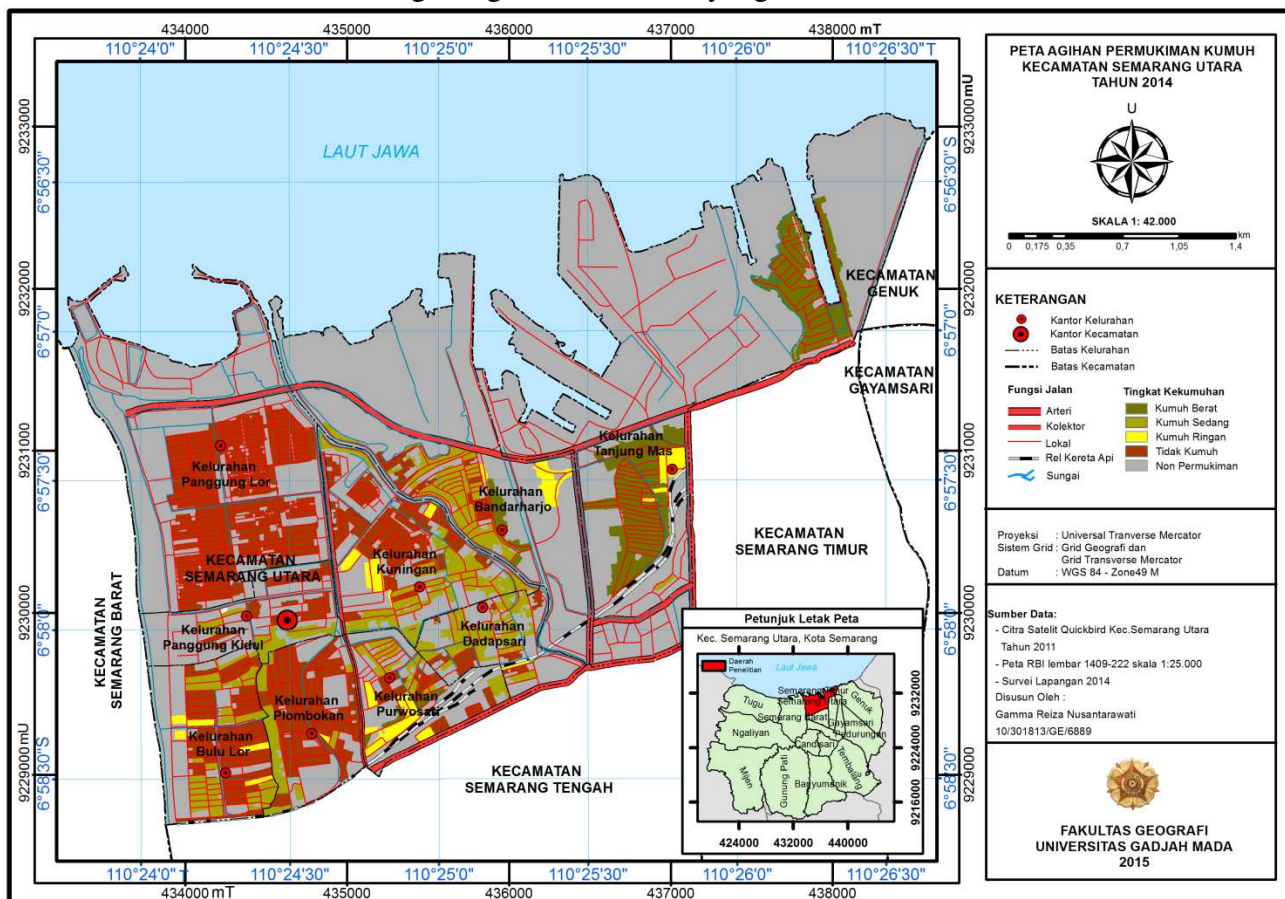 434000
435000
436000
437000
438000 mT
110°24'0"
110°24'30"
110°25'0"
110°25'30"
110°26'0"
110°26'30" T
9233000
6°56'30"
9232000
6°57'0"
9231000
6°57'30"
9230000
6°58'0"
9229000 mU
6°58'30"S
LAUT JAWA
KECAMATAN
GENUK
KECAMATAN
GAYAMSARI
Kelurahan
Tanjung Mas
Kelurahan
Panggung Lor
Kelurahan
Bandarharjo
KECAMATAN
SEMARANG TIMUR
KECAMATAN
SEMARANG UTARA
Kelurahan
Kuningan
KECAMATAN
SEMARANG BARAT
Kelurahan
Panggung Kidul
Kelurahan
Dadapsari
Kelurahan
Plombokan
Kelurahan
Purwosari
Kelurahan
Bulu Lor
KECAMATAN
SEMARANG TENGAH
9233000 mU
6°56'30" S
9232000
6°57'0"
9231000
6°57'30"
9230000
6°58'0"
9229000
6°58'30"
110°24'0"
110°24'30"
110°25'0"
110°25'30"
110°26'0"
110°26'30" T
434000 mT
435000
436000
437000
438000
Petunjuk Letak Peta
Kec. Semarang Utara, Kota Semarang
Daerah
Penelitian
Laut Jawa
Semarang Timur
Semarang Utara
Tugu
Genuk
Semarang Barat
Gayamsari
Ngaliyan
Pedurungan
Candisari
Mijen
Gunung Pati
Tembalang
Banyumanik
9232000
9224000
9216000
424000
432000
440000
PETA AGIHAN PERMUKIMAN KUMUH
KECAMATAN SEMARANG UTARA
TAHUN 2014
U
SKALA 1: 42.000
km
0 0,175 0,35 0,7 1,05 1,4
KETERANGAN
Kantor Kelurahan
Kantor Kecamatan
Batas Kelurahan
Batas Kecamatan
Fungsi Jalan
Arteri
Kolektor
Lokal
Rel Kereta Api
Sungai
Tingkat Kekumuhan
Kumuh Berat
Kumuh Sedang
Kumuh Ringan
Tidak Kumuh
Non Permukiman
Proyeksi : Universal Tranverse Mercator
Sistem Grid : Grid Geografi dan
Grid Transverse Mercator
Datum : WGS 84 - Zone49 M
Sumber Data:
- Citra Satelit Quickbird Kec.Semarang Utara
Tahun 2011
- Peta RBI lembar 1409-222 skala 1:25.000
- Survei Lapangan 2014
Disusun Oleh :
Gamma Reiza Nusantarawati
10/301813/GE/6889
FAKULTAS GEOGRAFI
UNIVERSITAS GADJAH MADA
2015